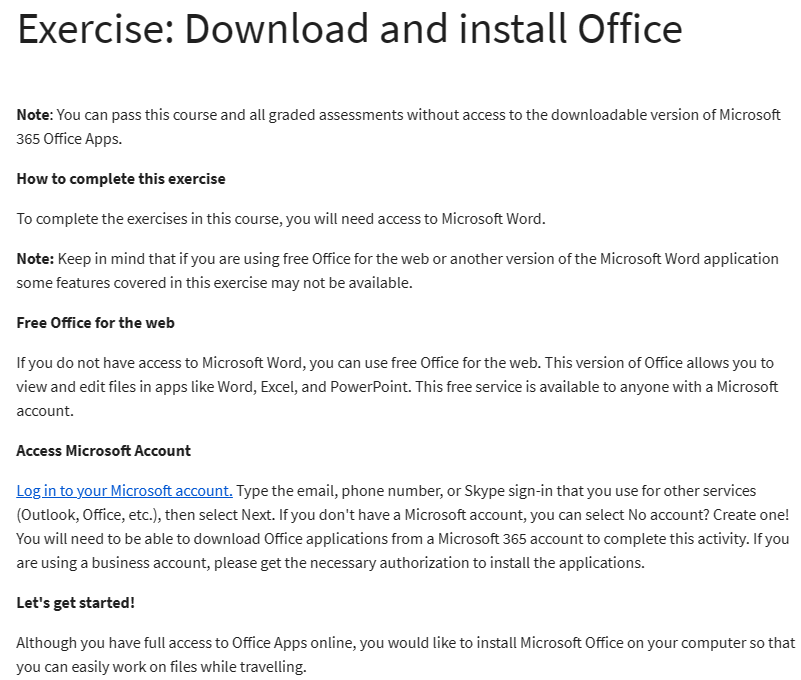 Exercise: Download and install Office
Note: You can pass this course and all graded assessments without access to the downloadable version of Microsoft
365 Office Apps.
How to complete this exercise
To complete the exercises in this course, you will need access to Microsoft Word.
Note: Keep in mind that if you are using free Office for the web or another version of the Microsoft Word application
some features covered in this exercise may not be available.
Free Office for the web
If you do not have access to Microsoft Word, you can use free Office for the web. This version of Office allows you to
view and edit files in apps like Word, Excel, and PowerPoint. This free service is available to anyone with a Microsoft
account.
Access Microsoft Account
Log in to your Microsoft account. Type the email, phone number, or Skype sign-in that you use for other services
(Outlook, Office, etc.), then select Next. If you don't have a Microsoft account, you can select No account? Create one!
You will need to be able to download Office applications from a Microsoft 365 account to complete this activity. If you
are using a business account, please get the necessary authorization to install the applications.
Let's get started!
Although you have full access to Office Apps online, you would like to install Microsoft Office on your computer so that
you can easily work on files while travelling.